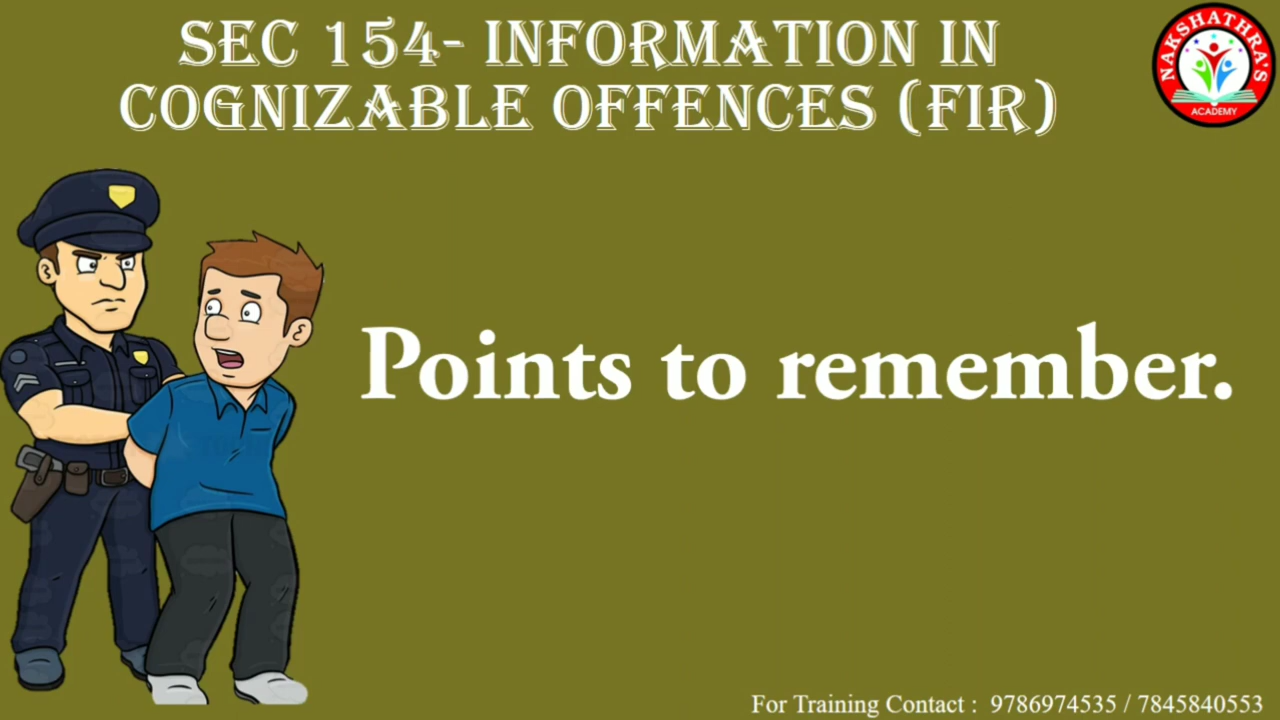 SEC 154- INFORMATION IN
COGNIZABLE OFFENCES (FIR)
NAKSHATHRA'S
ACADEMY
Points to remember.
For Training Contact : 9786974535 / 7845840553